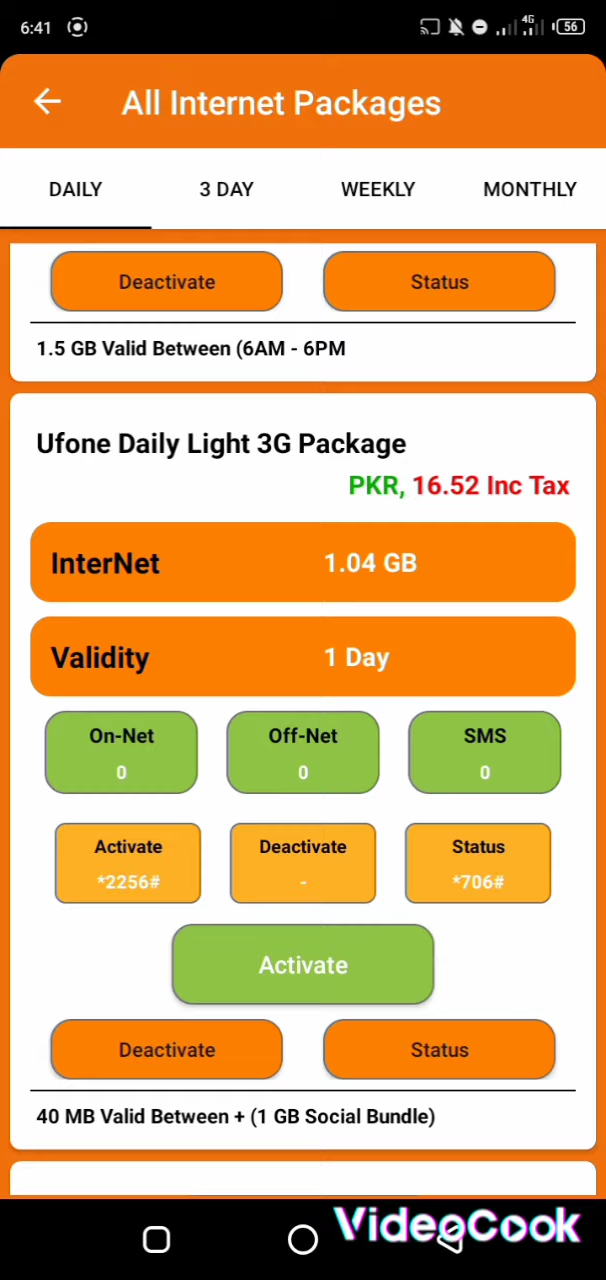 6:41 4G 56
All Internet Packages
DAILY 3 DAY WEEKLY MONTHLY
Deactivate Status
1.5 GB Valid Between (6AM - 6PM
Ufone Daily Light 3G Package
PKR, 16.52 Inc Tax
InterNet 1.04 GB
Validity 1 Day
On-Net Off-Net SMS
0 0 0
Activate Deactivate Status
*2256# - *706#
Activate
Deactivate Status
40 MB Valid Between + (1 GB Social Bundle)
VideoCook